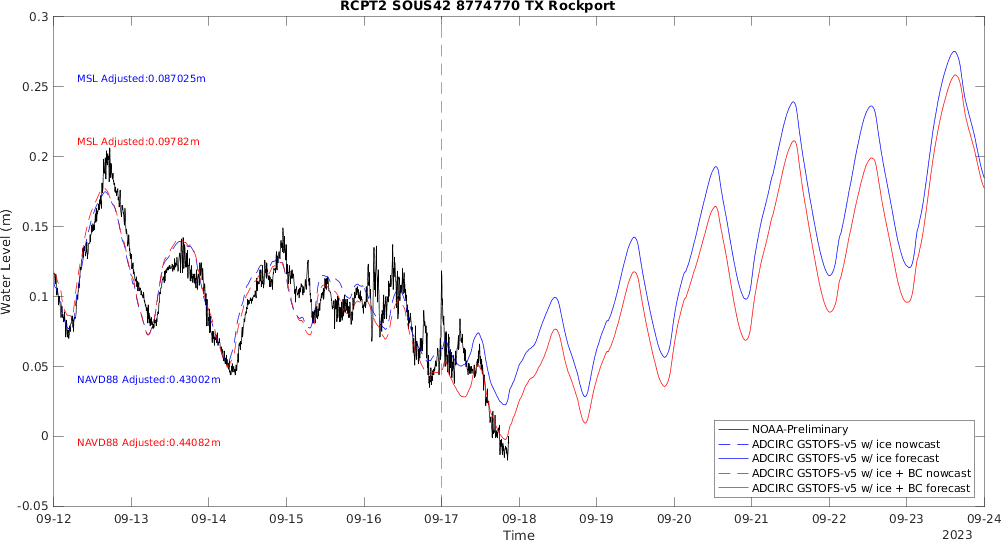 RCPT2 SOUS42 8774770 TX Rockport
0.3
0.25
0.2
0.15
0.1
0.05
0
-0.05
Water Level (m)
MSL Adjusted:0.087025m
MSL Adjusted:0.09782m
NAVD88 Adjusted:0.43002m
NAVD88 Adjusted:0.44082m
NOAA-Preliminary
ADCIRC GSTOFS-v5 w/ ice nowcast
ADCIRC GSTOFS-v5 w/ ice forecast
ADCIRC GSTOFS-v5 w/ ice + BC nowcast
ADCIRC GSTOFS-v5 w/ ice + BC forecast
09-12 09-13 09-14 09-15 09-16 09-17 09-18 09-19 09-20 09-21 09-22 09-23 09-24
Time
2023